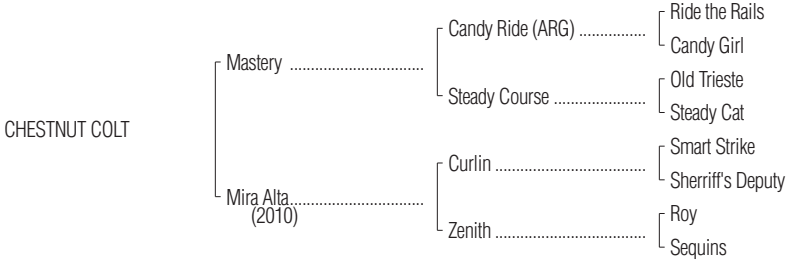 Ride the Rails
Candy Ride (ARG) ................
Candy Girl
Mastery ................................
Old Trieste
Steady Course ......................
Steady Cat
CHESTNUT COLT
Smart Strike
Curlin ....................................
Sherriff's Deputy
Mira Alta................................
(2010)
Roy
Zenith ....................................
Sequins